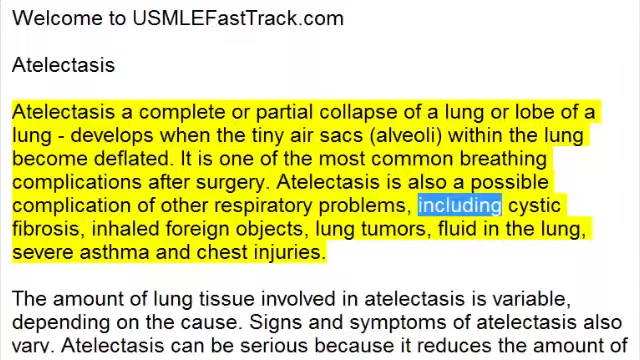 Welcome to USMLEFastTrack.com
Atelectasis
Atelectasis a complete or partial collapse of a lung or lobe of a
lung - develops when the tiny air sacs (alveoli) within the lung
become deflated. It is one of the most common breathing
complications after surgery. Atelectasis is also a possible
complication of other respiratory problems, including cystic
fibrosis, inhaled foreign objects, lung tumors, fluid in the lung,
severe asthma and chest injuries.
The amount of lung tissue involved in atelectasis is variable,
depending on the cause. Signs and symptoms of atelectasis also
vary. Atelectasis can be serious because it reduces the amount of